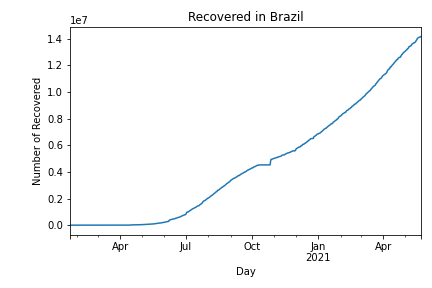 Recovered in Brazil
1e7
1.4
1.2
1.0
0.8
0.6
0.4
0.2
0.0
Number of Recovered
Apr
Jul
Oct
Jan
2021
Apr
Day